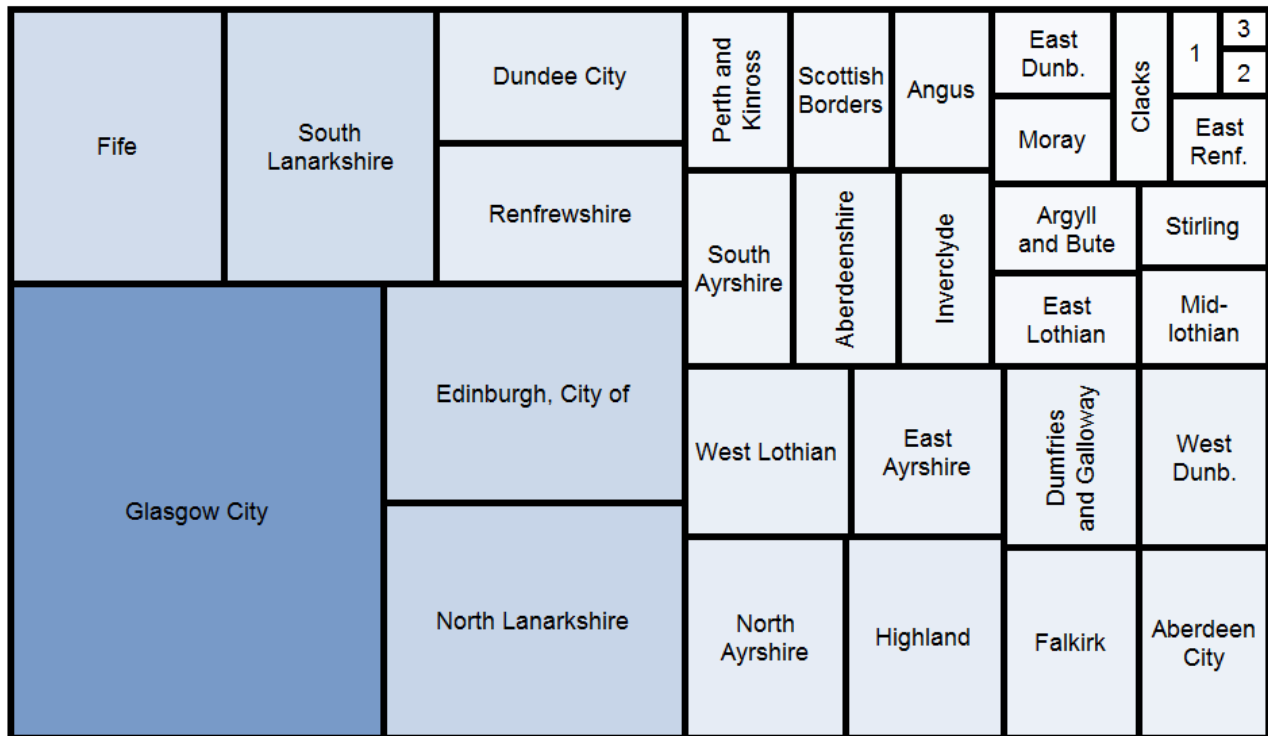 Fife
South
Lanarkshire
Dundee City
Renfrewshire
Glasgow City
Edinburgh, City of
North Lanarkshire
Perth and
Kinross
Scottish
Borders
Angus
East
Dunb.
Moray
Clacks
1
3
2
East
Renf.
South
Ayrshire
Aberdeenshire
Inverclyde
Argyll
and Bute
Stirling
East
Lothian
Mid-
lothian
West Lothian
East
Ayrshire
Dumfries
and Galloway
West
Dunb.
North
Ayrshire
Highland
Falkirk
Aberdeen
City